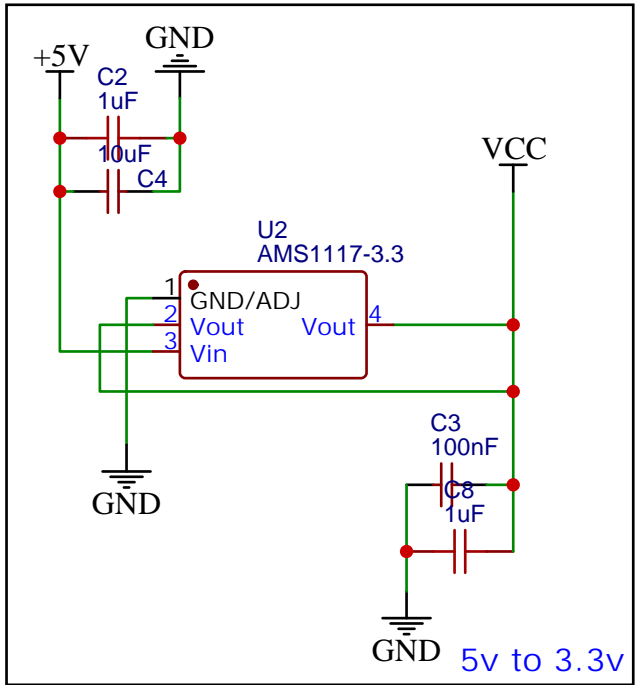 GND
+5V
C2
1uF
10uF
C4
VCC
U2
AMS1117-3.3
1
GND/ADJ
2
Vout
Vout
4
3
Vin
C3
100nF
C8
1uF
GND
GND
5v to 3.3v